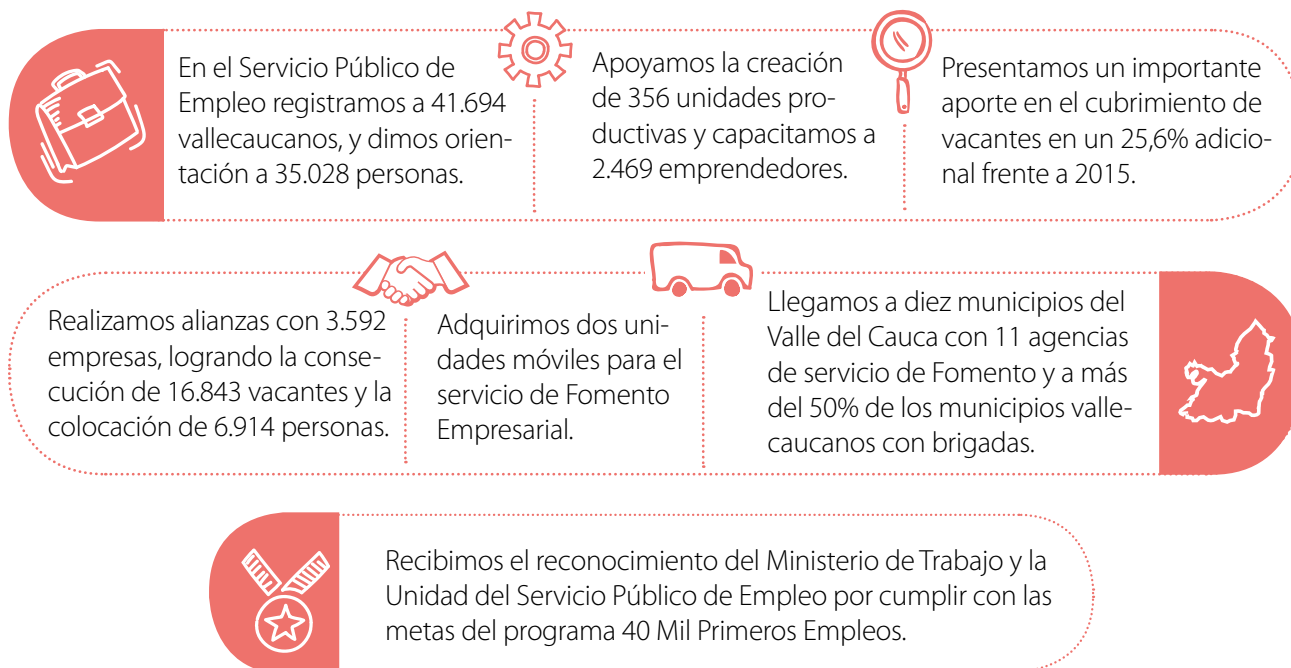 En el Servicio Público de
Empleo registramos a 41.694
vallecaucanos, y dimos orien-
tación a 35.028 personas.
Apoyamos la creación
de 356 unidades pro-
ductivas y capacitamos a
2.469 emprendedores.
Presentamos un importante
aporte en el cubrimiento de
vacantes en un 25,6% adicio-
nal frente a 2015.
Realizamos alianzas con 3.592
empresas, logrando la conse-
cución de 16.843 vacantes y la
colocación de 6.914 personas.
Adquirimos dos uni-
dades móviles para el
servicio de Fomento
Empresarial.
Llegamos a diez municipios del
Valle del Cauca con 11 agencias
de servicio de Fomento y a más
del 50% de los municipios valle-
caucanos con brigadas.
Recibimos el reconocimiento del Ministerio de Trabajo y la
Unidad del Servicio Público de Empleo por cumplir con las
metas del programa 40 Mil Primeros Empleos.